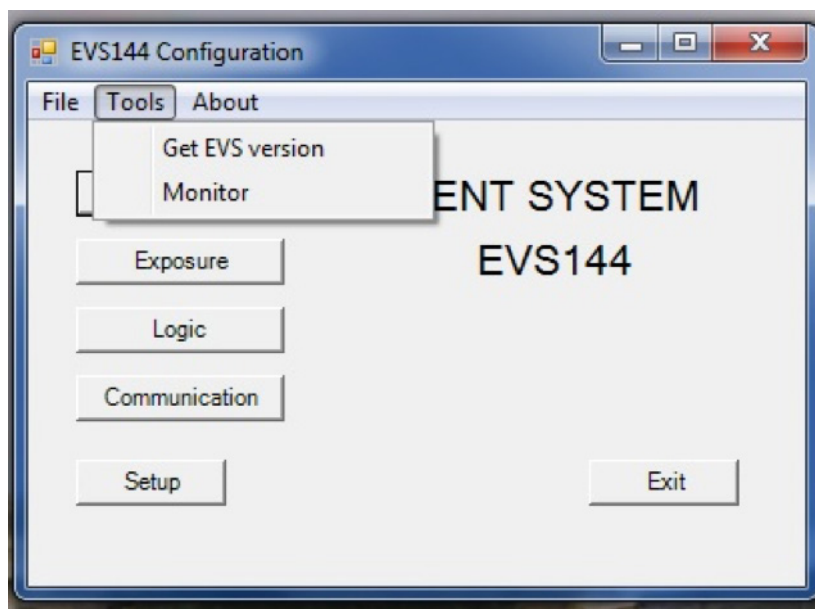 EVS144 Configuration
File Tools About
Get EVS version
Monitor
ENT SYSTEM
EVS144
Exposure
Logic
Communication
Setup
Exit